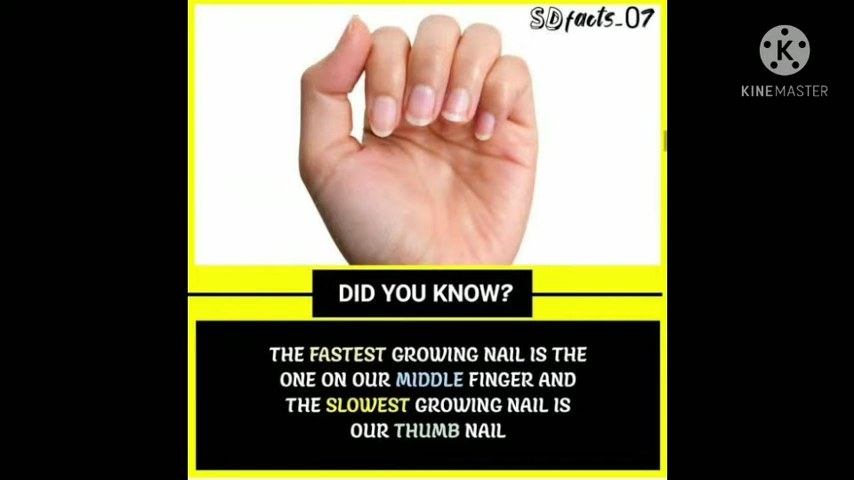 SDfacts_07
K
KINEMASTER
DID YOU KNOW?
THE FASTEST GROWING NAIL IS THE
ONE ON OUR MIDDLE FINGER AND
THE SLOWEST GROWING NAIL IS
OUR THUMB NAIL